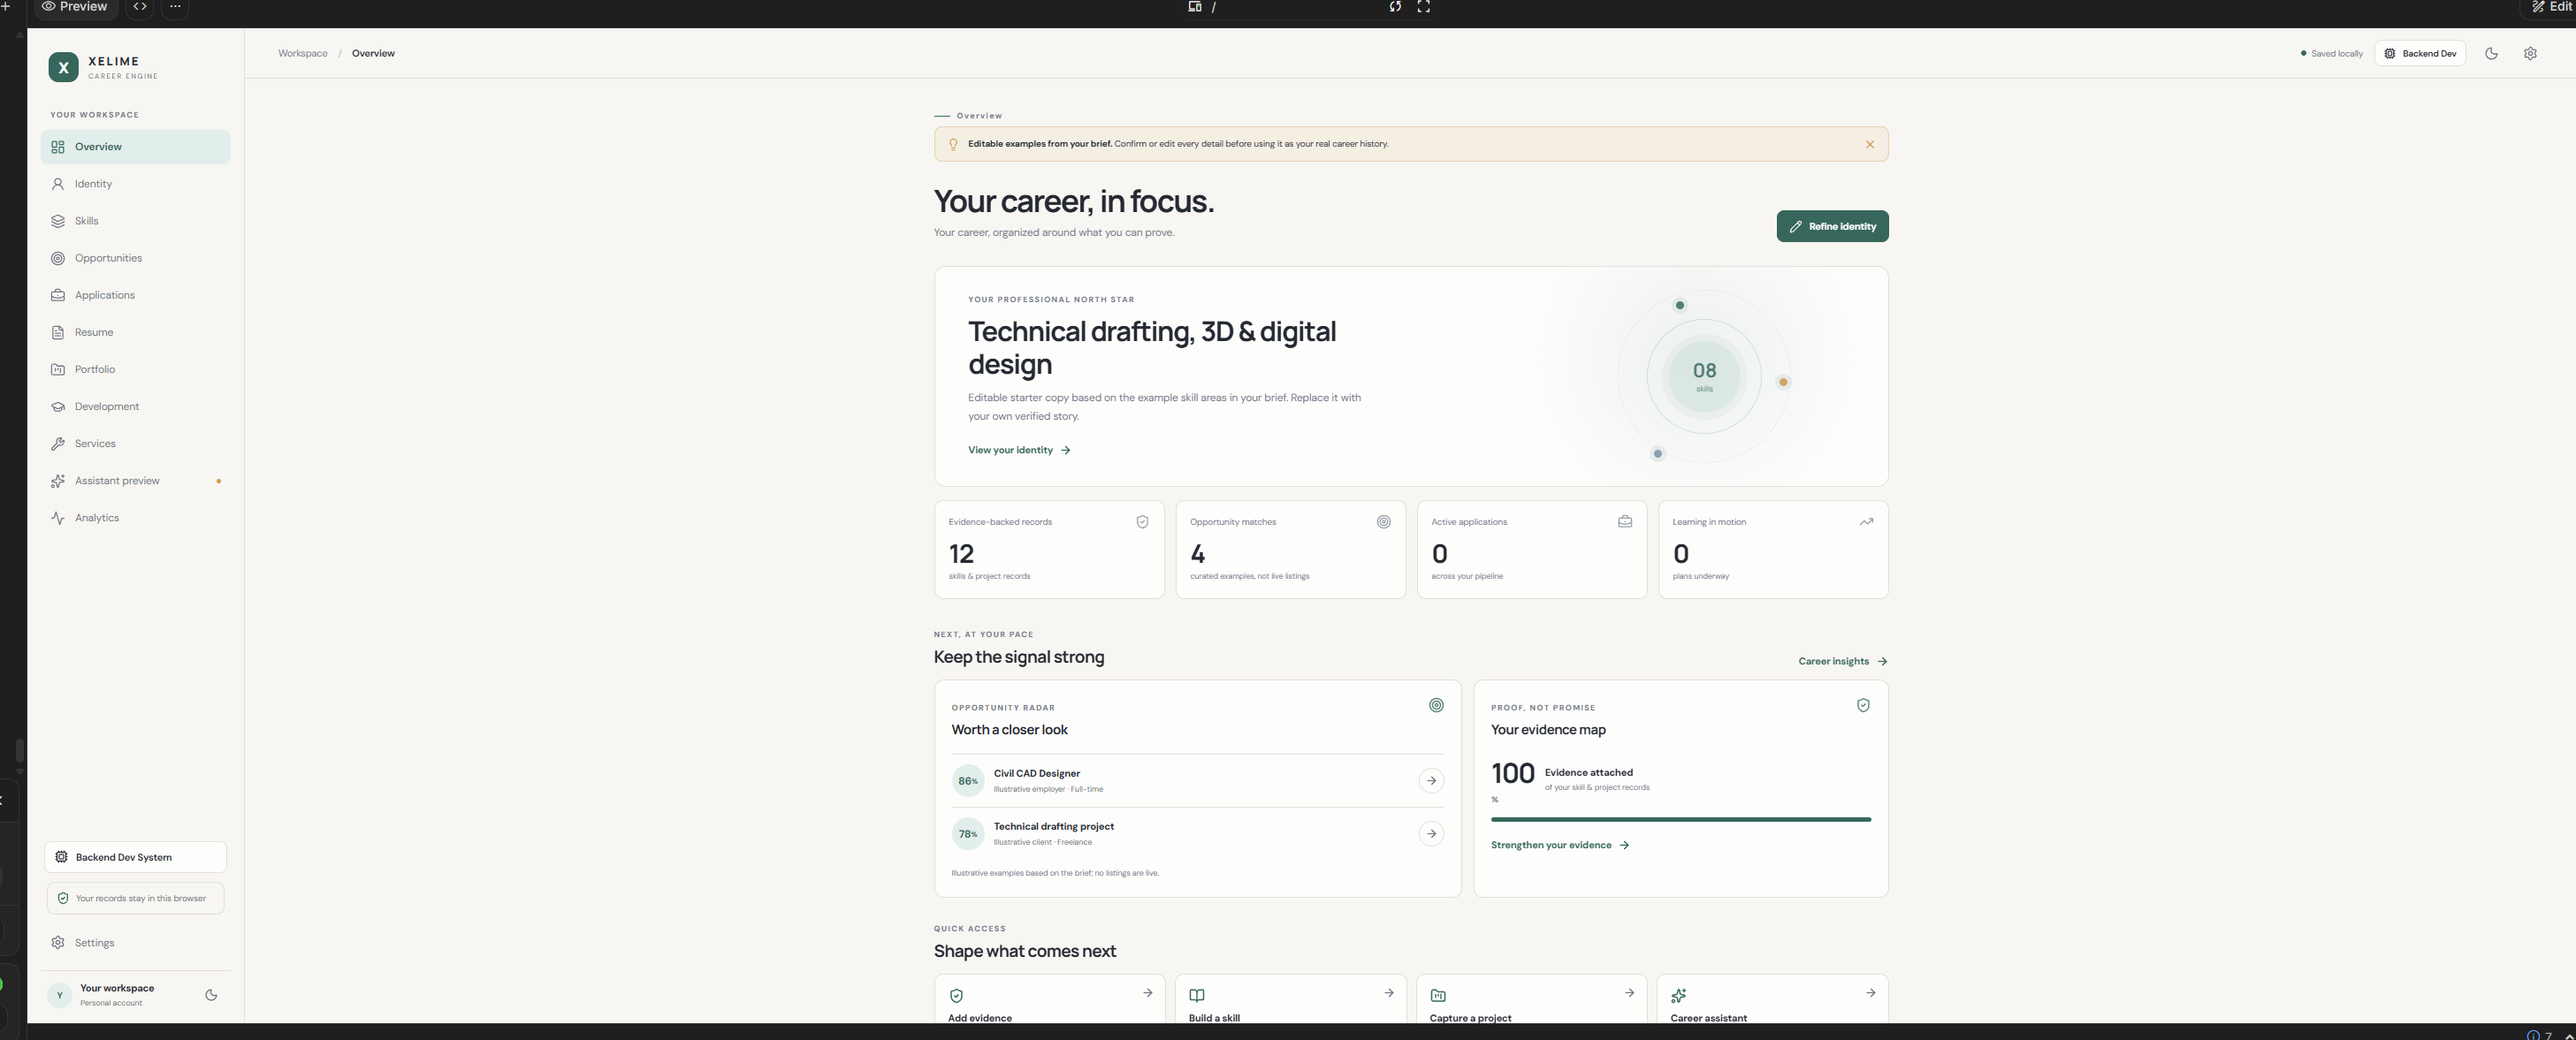 Preview
/
Edit
X
XELIME
CAREER ENGINE
Workspace / Overview
Saved locally
Backend Dev
YOUR WORKSPACE
Overview
Identity
Skills
Opportunities
Applications
Resume
Portfolio
Development
Services
Assistant preview
Analytics
Backend Dev System
Your records stay in this browser
Settings
Y
Your workspace
Personal account
Overview
Editable examples from your brief. Confirm or edit every detail before using it as your real career history.
Your career, in focus.
Your career, organized around what you can prove.
Refine identity
YOUR PROFESSIONAL NORTH STAR
Technical drafting, 3D & digital
design
Editable starter copy based on the example skill areas in your brief. Replace it with
your own verified story.
View your identity
08
skills
Evidence-backed records
12
skills & project records
Opportunity matches
4
curated examples, not live listings
Active applications
0
across your pipeline
Learning in motion
0
plans underway
NEXT, AT YOUR PACE
Keep the signal strong
Career insights
OPPORTUNITY RADAR
Worth a closer look
86%
Civil CAD Designer
Illustrative employer · Full-time
78%
Technical drafting project
Illustrative client · Freelance
Illustrative examples based on the brief; no listings are live.
PROOF, NOT PROMISE
Your evidence map
100
%
Evidence attached
of your skill & project records
Strengthen your evidence
QUICK ACCESS
Shape what comes next
Add evidence
Build a skill
Capture a project
Career assistant
7